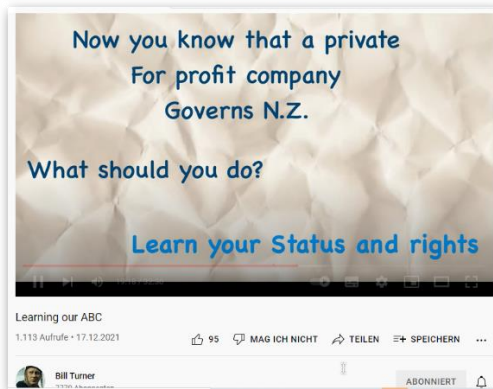 Now you know that a private
For profit company
Governs N.Z.
What should you do?
Learn your Status and rights
Learning our ABC
1.113 Aufrufe • 17.12.2021
95 MAG ICH NICHT TEILEN SPEICHERN ...
Bill Turner
ABONNIERT